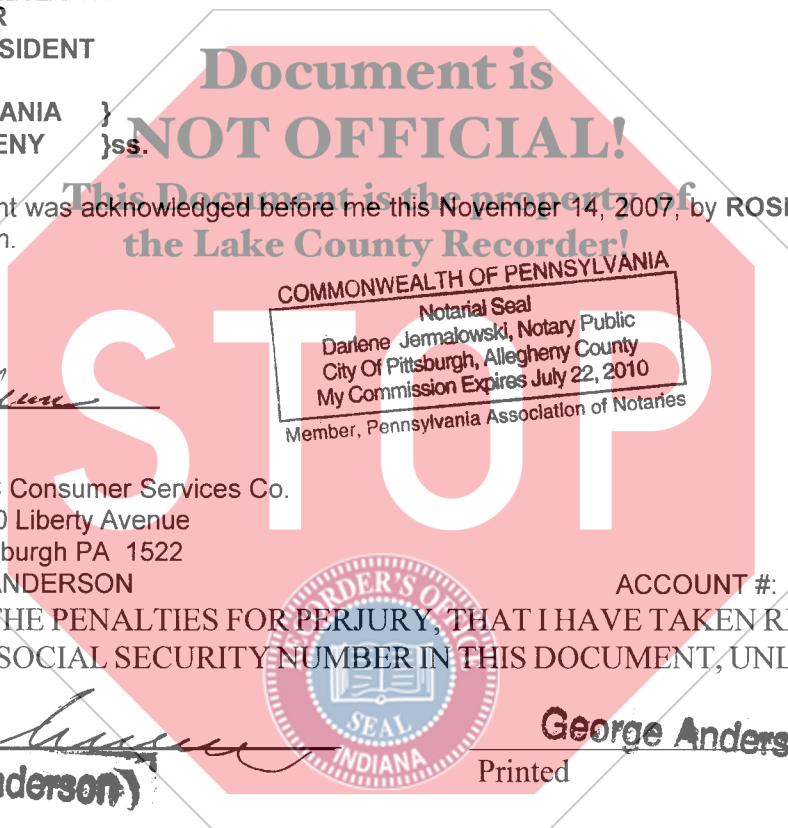 R
SIDENT
Document is
ANIA }
ENY }ss.
NOT OFFICIAL!
This Document is the property of
nt was acknowledged before me this November 14, 2007, by ROSI
n.
the Lake County Recorder!
COMMONWEALTH OF PENNSYLVANIA
Notarial Seal
Darlene Jermalowski, Notary Public
City Of Pittsburgh, Allegheny County
My Commission Expires July 22, 2010
Member, Pennsylvania Association of Notaries
STOP
Consumer Services Co.
0 Liberty Avenue
burgh PA 1522
ANDERSON ACCOUNT #:
THE PENALTIES FOR PERJURY, THAT I HAVE TAKEN RE
SOCIAL SECURITY NUMBER IN THIS DOCUMENT, UNL
RECORDER'S OFFICE
SEAL
INDIANA
George Anders
Printed
nderson)